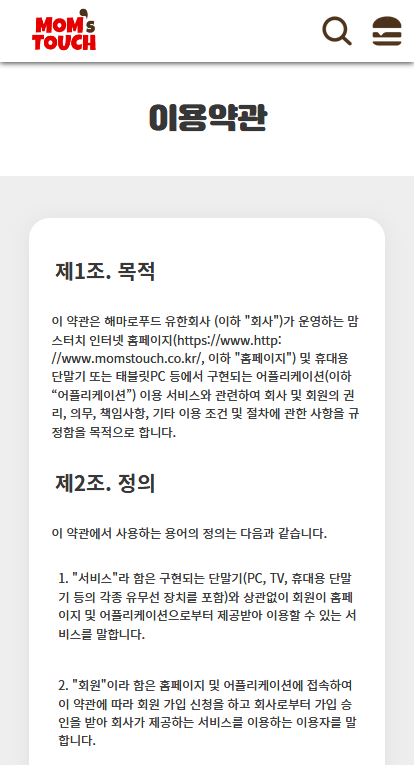 MOM's
TOUCH
이용약관
제1조. 목적
이 약관은 해마로푸드 유한회사 (이하 "회사")가 운영하는 맘
스터치 인터넷 홈페이지(https://www.http:
//www.momstouch.co.kr/, 이하 "홈페이지") 및 휴대용
단말기 또는 태블릿PC 등에서 구현되는 어플리케이션(이하
“어플리케이션”) 이용 서비스와 관련하여 회사 및 회원의 권
리, 의무, 책임사항, 기타 이용 조건 및 절차에 관한 사항을 규
정함을 목적으로 합니다.
제2조. 정의
이 약관에서 사용하는 용어의 정의는 다음과 같습니다.
1. "서비스"라 함은 구현되는 단말기(PC, TV, 휴대용 단말
기 등의 각종 유무선 장치를 포함)와 상관없이 회원이 홈페
이지 및 어플리케이션으로부터 제공받아 이용할 수 있는 서
비스를 말합니다.
2. "회원"이라 함은 홈페이지 및 어플리케이션에 접속하여
이 약관에 따라 회원 가입 신청을 하고 회사로부터 가입 승
인을 받아 회사가 제공하는 서비스를 이용하는 이용자를 말
합니다.